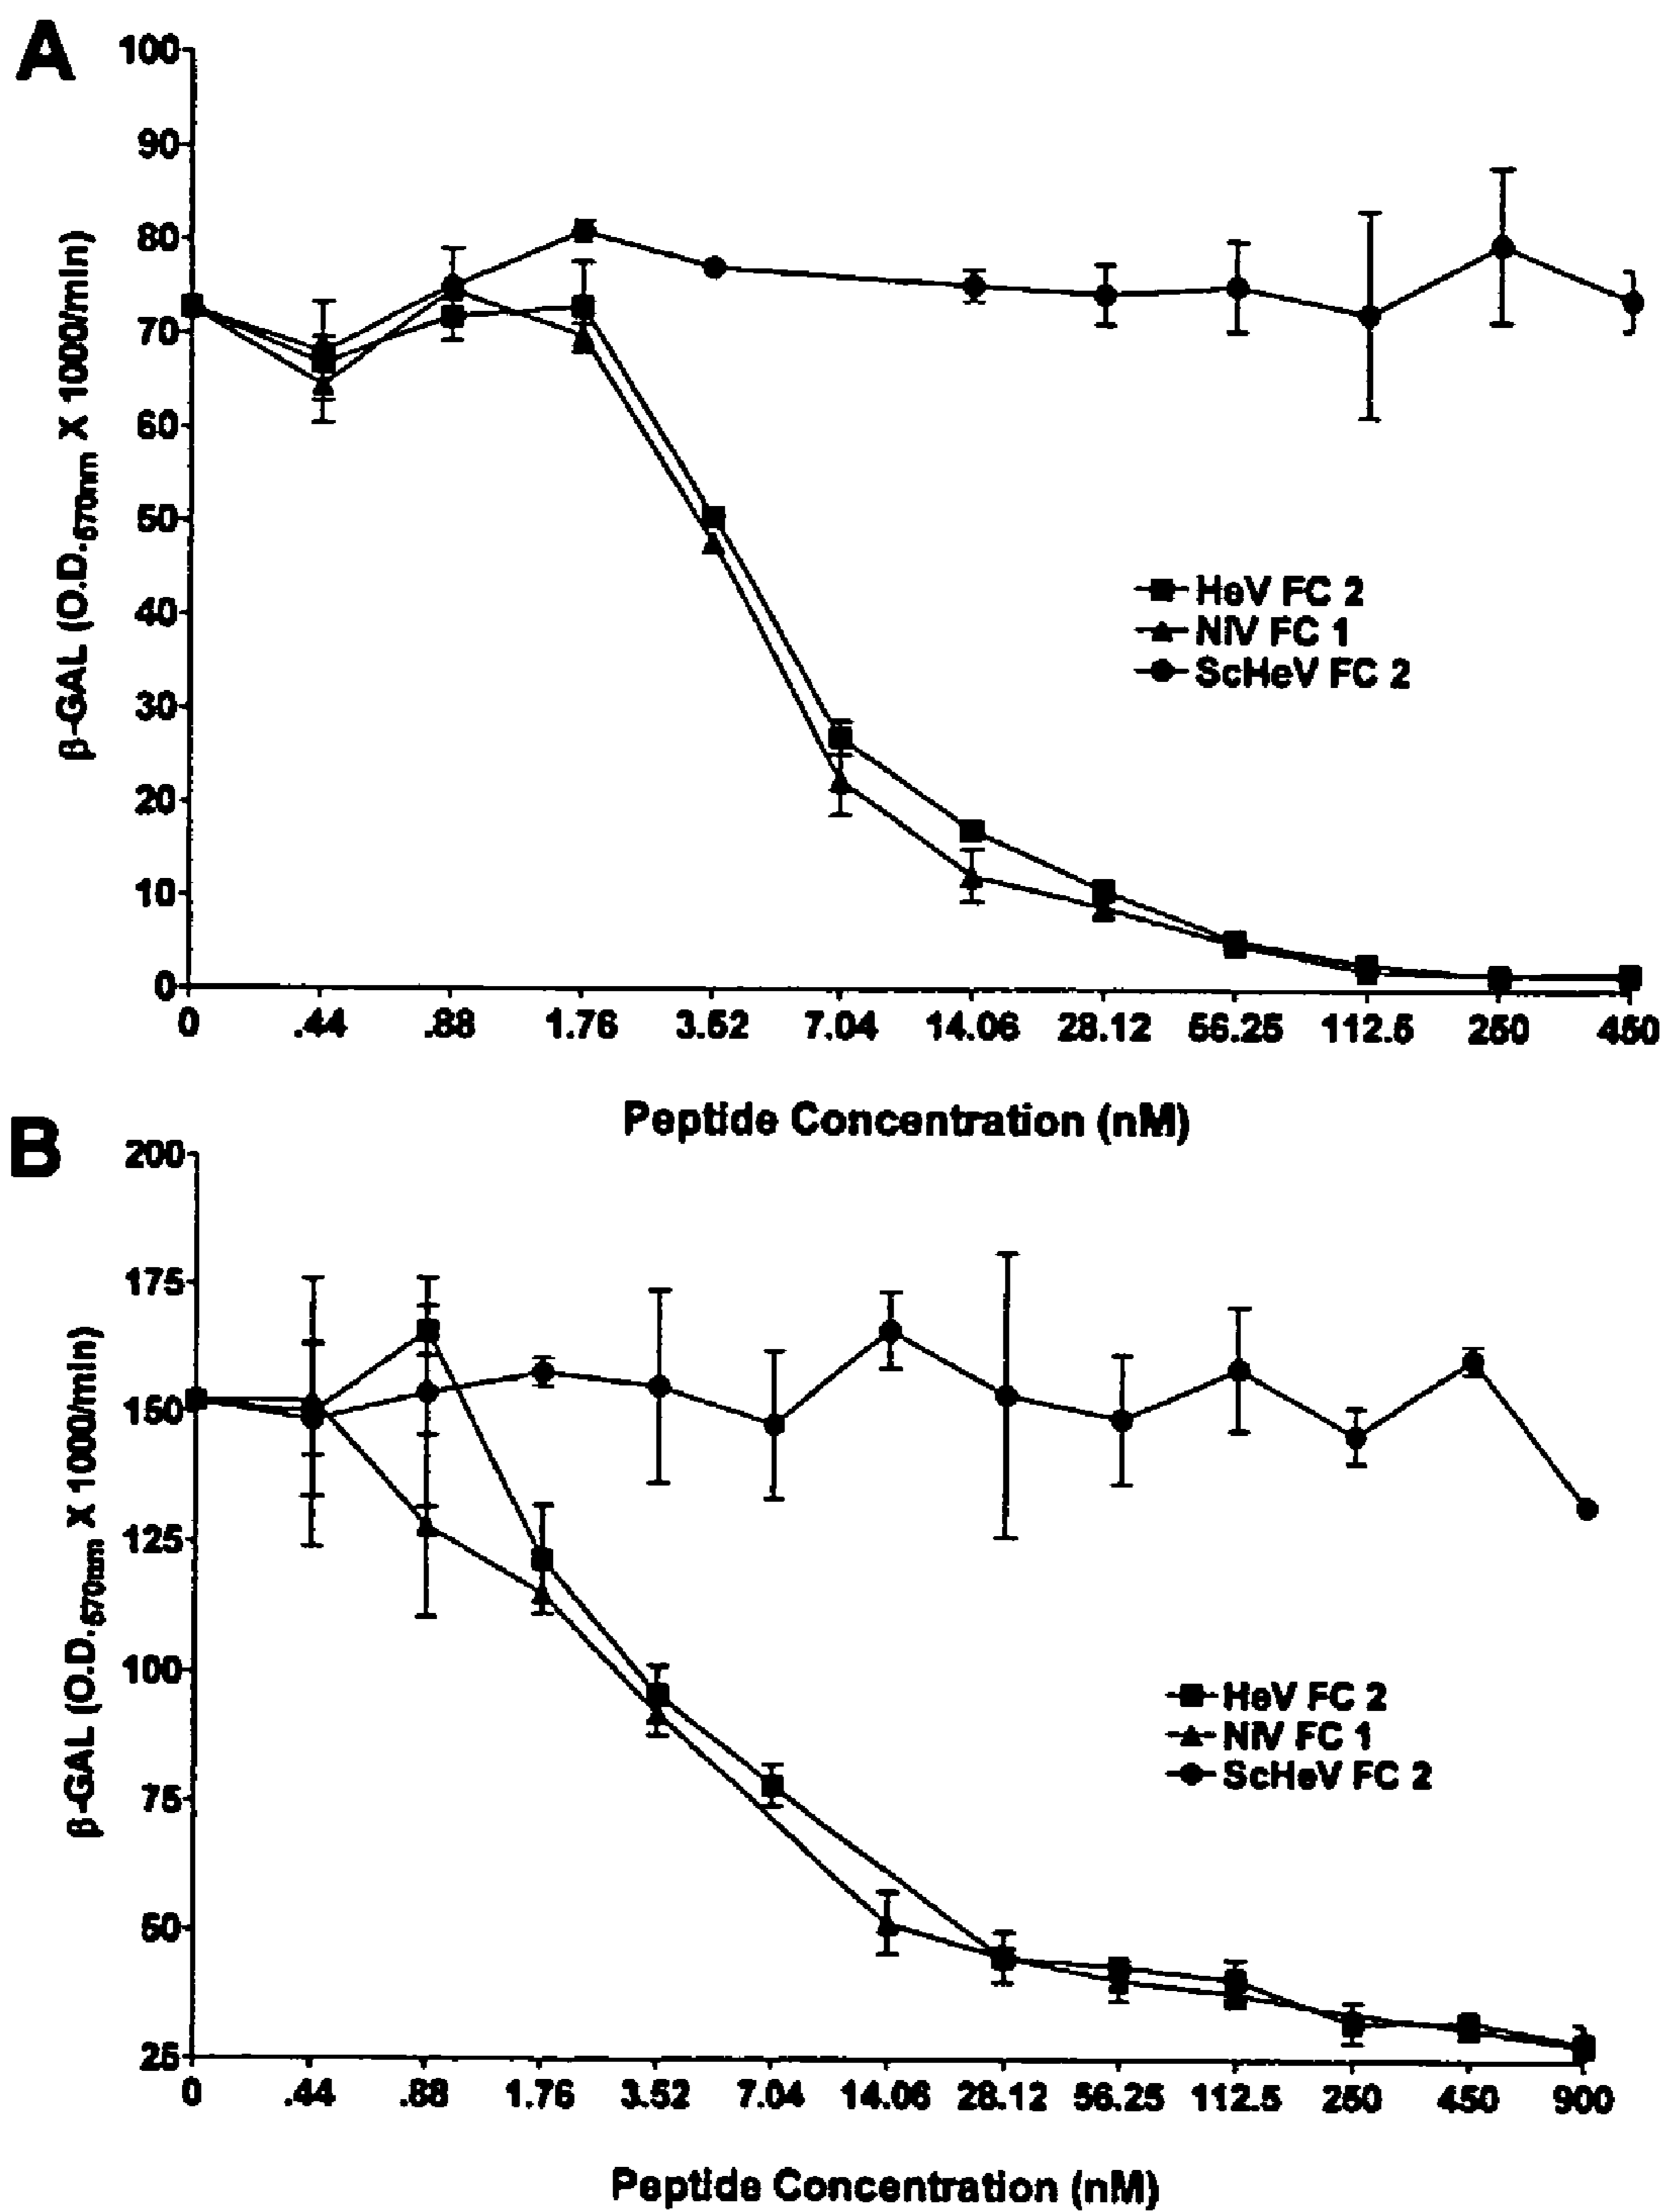 A
100
90
80
70
60
50
40
30
20
10
0
β-GAL (O.D.570nm X 1000/min)
HeV FC 2
NiV FC 1
ScHeV FC 2
0 .44 .88 1.76 3.52 7.04 14.06 28.12 56.25 112.5 250 450
Peptide Concentration (nM)
B
200
175
150
125
100
75
50
25
β-GAL (O.D.570nm X 1000/min)
HeV FC 2
NiV FC 1
ScHeV FC 2
0 .44 .88 1.76 3.52 7.04 14.06 28.12 56.25 112.5 250 450 900
Peptide Concentration (nM)